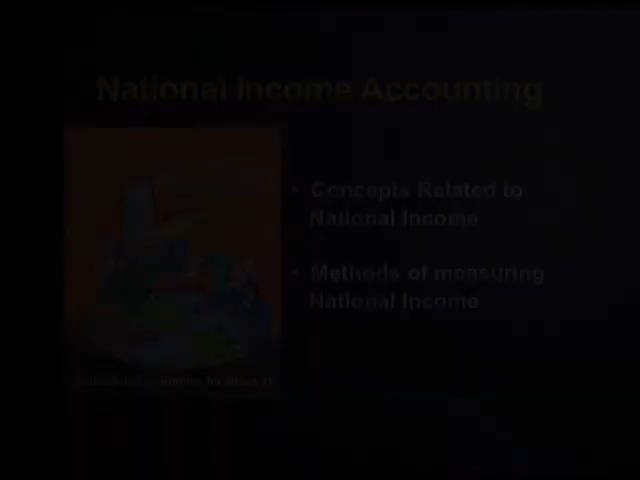 National Income Accounting
• Concepts Related to
National Income
• Methods of measuring
National Income